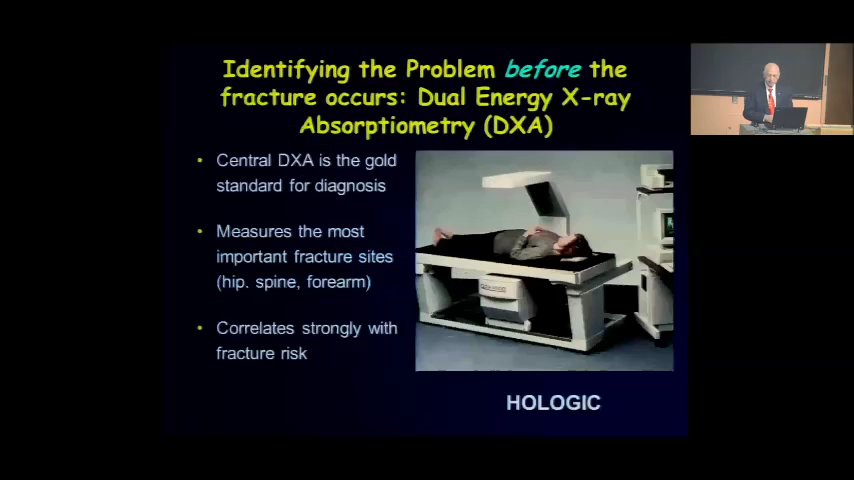 Identifying the Problem before the
fracture occurs: Dual Energy X-ray
Absorptiometry (DXA)
• Central DXA is the gold
standard for diagnosis
• Measures the most
important fracture sites
(hip. spine, forearm)
• Correlates strongly with
fracture risk
HOLOGIC